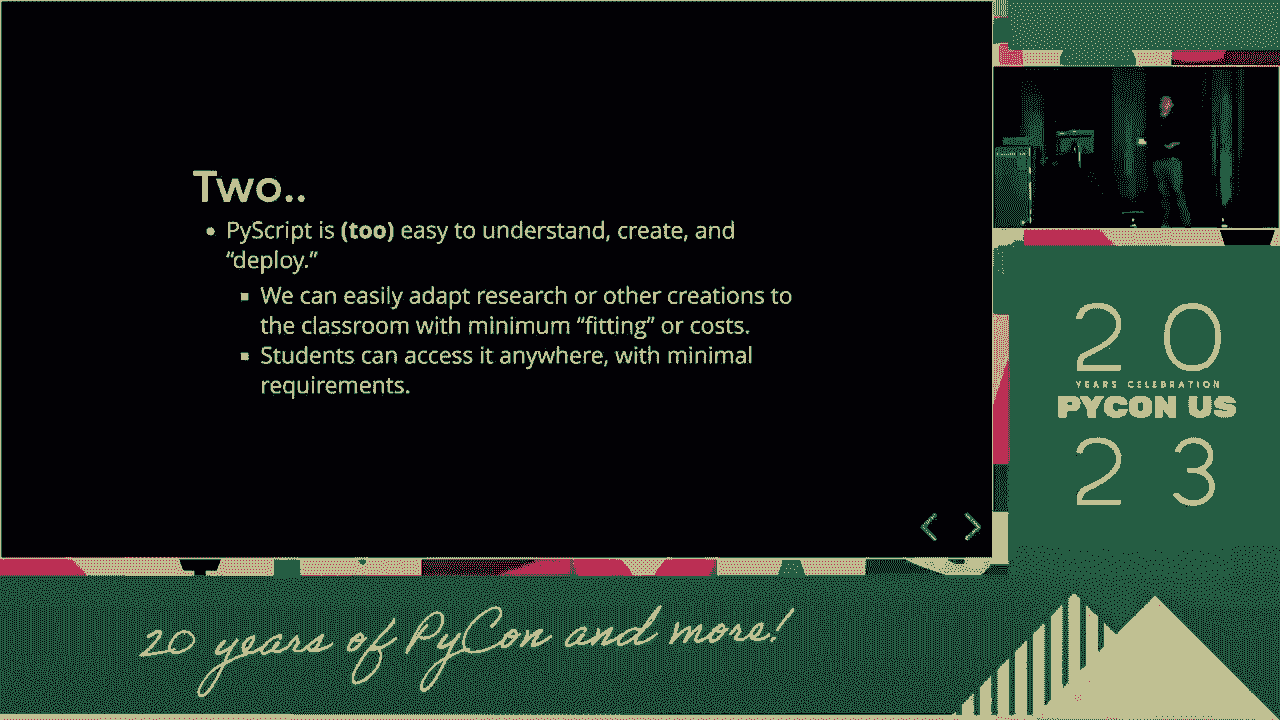 Two..
PyScript is (too) easy to understand, create, and
“deploy.”
We can easily adapt research or other creations to
the classroom with minimum “fitting” or costs.
Students can access it anywhere, with minimal
requirements.
20
YEARS CELEBRATION
PYCON US
23
20 years of PyCon and more!